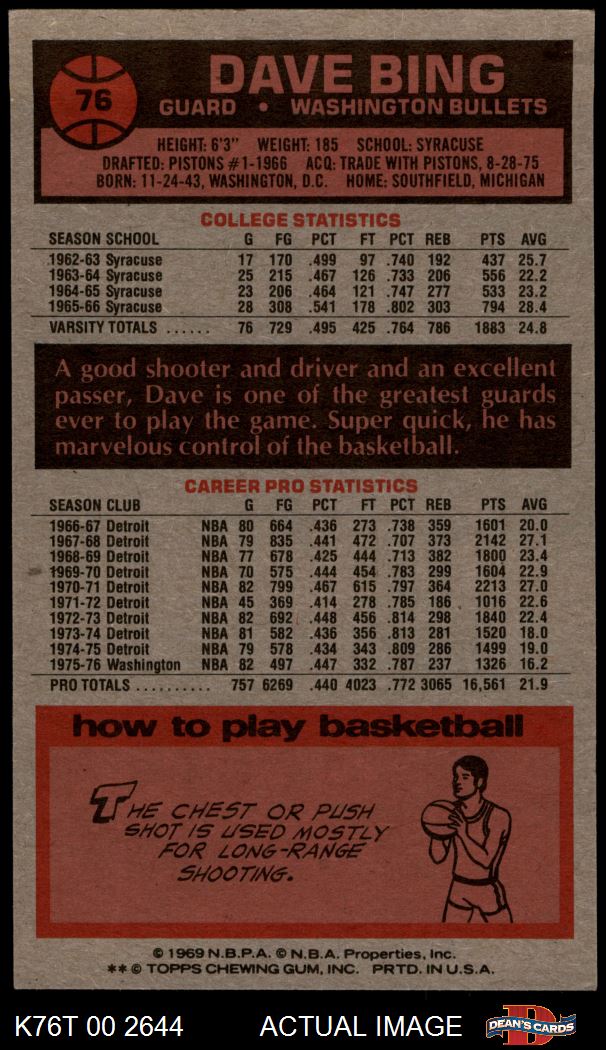 76
DAVE BING
GUARD • WASHINGTON BULLETS
HEIGHT: 6'3" WEIGHT: 185 SCHOOL: SYRACUSE
DRAFTED: PISTONS #1-1966 ACQ: TRADE WITH PISTONS, 8-28-75
BORN: 11-24-43, WASHINGTON, D.C. HOME: SOUTHFIELD, MICHIGAN
COLLEGE STATISTICS
SEASON SCHOOL G FG PCT FT PCT REB PTS AVG
1962-63 Syracuse 17 170 .499 97 .740 192 437 25.7
1963-64 Syracuse 25 215 .467 126 .733 206 556 22.2
1964-65 Syracuse 23 206 .464 121 .747 277 533 23.2
1965-66 Syracuse 28 308 .541 178 .802 303 794 28.4
VARSITY TOTALS ...... 76 729 .495 425 .764 786 1883 24.8
A good shooter and driver and an excellent
passer, Dave is one of the greatest guards
ever to play the game. Super quick, he has
marvelous control of the basketball.
CAREER PRO STATISTICS
SEASON CLUB G FG PCT FT PCT REB PTS AVG
1966-67 Detroit NBA 80 664 .436 273 .738 359 1601 20.0
1967-68 Detroit NBA 79 835 .441 472 .707 373 2142 27.1
1968-69 Detroit NBA 77 678 .425 444 .713 382 1800 23.4
1969-70 Detroit NBA 70 575 .444 454 .783 299 1604 22.9
1970-71 Detroit NBA 82 799 .467 615 .797 364 2213 27.0
1971-72 Detroit NBA 45 369 .414 278 .785 186 1016 22.6
1972-73 Detroit NBA 82 692 .448 456 .814 298 1840 22.4
1973-74 Detroit NBA 81 582 .436 356 .813 281 1520 18.0
1974-75 Detroit NBA 79 578 .434 343 .809 286 1499 19.0
1975-76 Washington NBA 82 497 .447 332 .787 237 1326 16.2
PRO TOTALS .......... 757 6269 .440 4023 .772 3065 16,561 21.9
how to play basketball
THE CHEST OR PUSH
SHOT IS USED MOSTLY
FOR LONG-RANGE
SHOOTING.
© 1969 N.B.P.A. © N.B.A. Properties, Inc.
** © TOPPS CHEWING GUM, INC. PRTD. IN U.S.A.
K76T 00 2644 ACTUAL IMAGE
D
DEAN'S CARDS